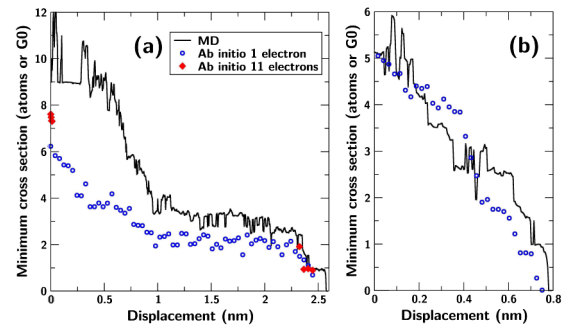 (a)
MD
Ab initio 1 electron
Ab initio 11 electrons
Minimum cross section (atoms or G0)
12
10
8
6
4
2
0
0 0.5 1 1.5 2 2.5
Displacement (nm)
(b)
Minimum cross section (atoms or G0)
6
5
4
3
2
1
0
0 0.2 0.4 0.6 0.8
Displacement (nm)